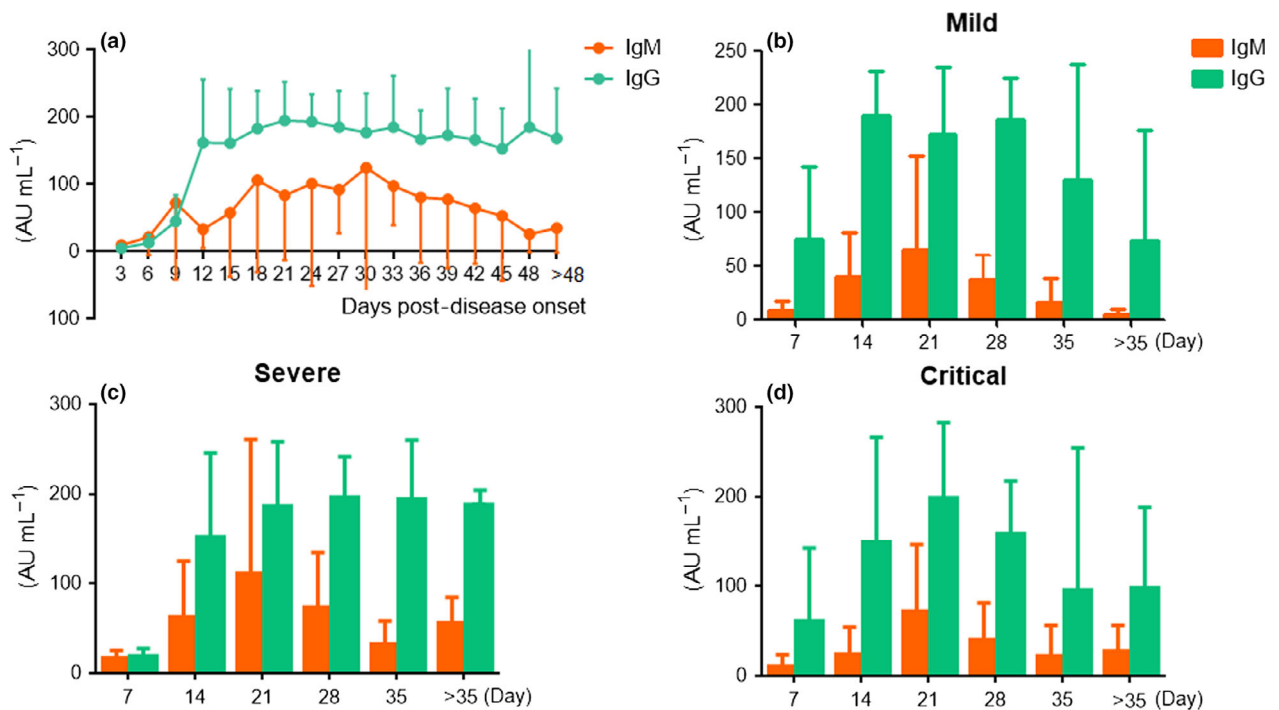 (a)
300
200
100
0
100
(AU mL⁻¹)
3 6 9 12 15 18 21 24 27 30 33 36 39 42 45 48 >48
Days post-disease onset
IgM
IgG
Mild
(b)
250
200
150
100
50
0
(AU mL⁻¹)
7 14 21 28 35 >35 (Day)
IgM
IgG
Severe
(c)
300
200
100
0
(AU mL⁻¹)
7 14 21 28 35 >35 (Day)
Critical
(d)
300
200
100
0
(AU mL⁻¹)
7 14 21 28 35 >35 (Day)